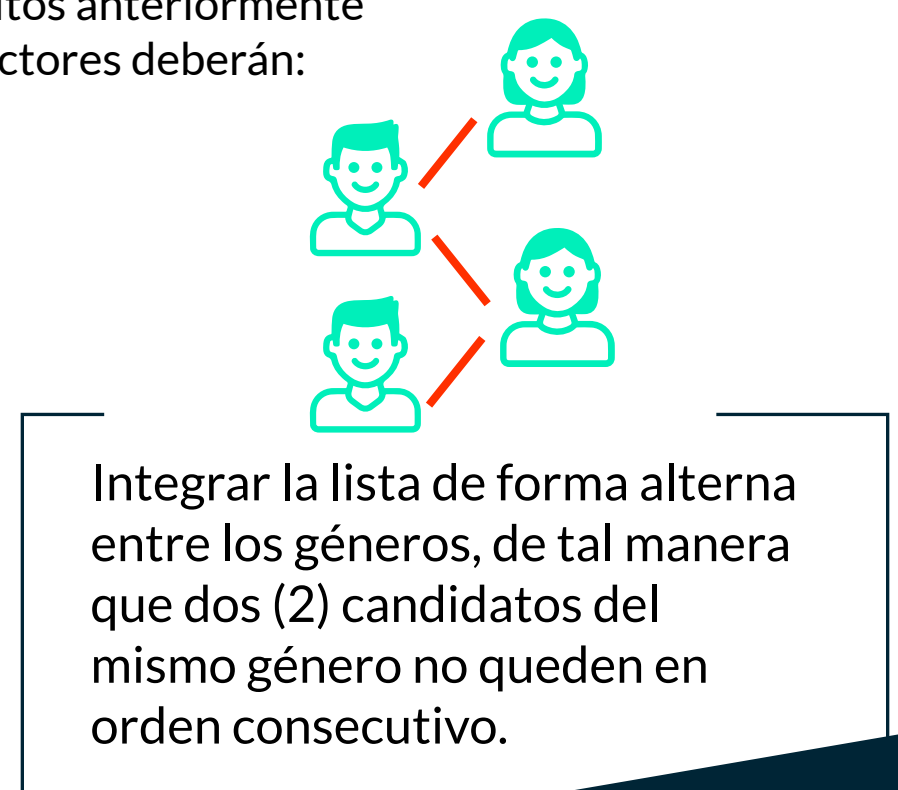 anteriormente
deberán:
Integrar la lista de forma alterna
entre los géneros, de tal manera
que dos (2) candidatos del
mismo género no queden en
orden consecutivo.